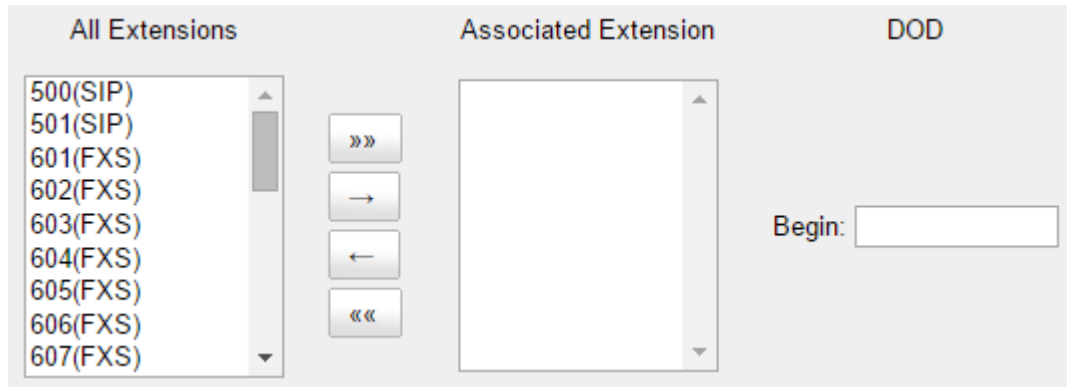 All Extensions
Associated Extension
DOD
500(SIP)
501(SIP)
601(FXS)
602(FXS)
603(FXS)
604(FXS)
605(FXS)
606(FXS)
607(FXS)
»»
→
←
««
Begin: